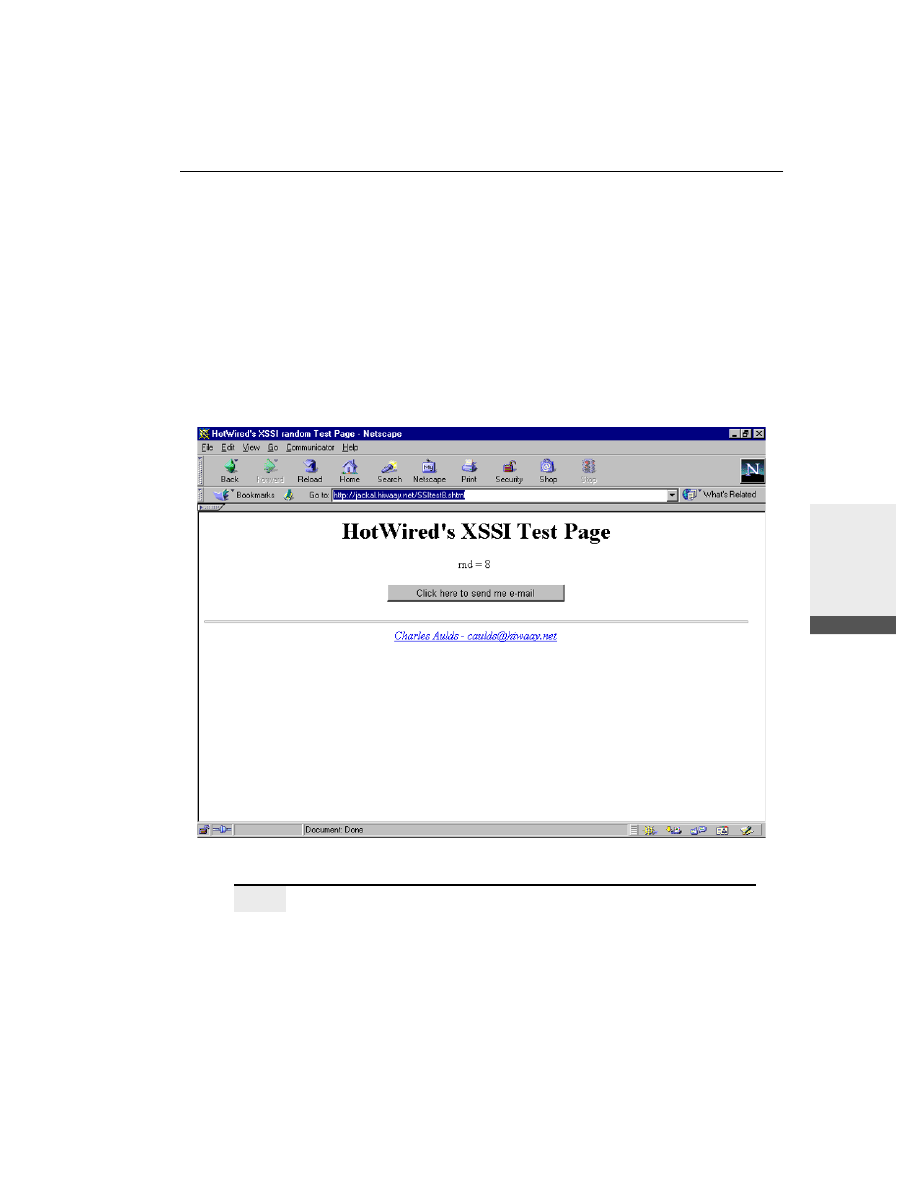 HotWired's XSSI random Test Page - Netscape
File Edit View Go Communicator Help
Back Forward Reload Home Search Netscape Print Security Shop Stop
Bookmarks Go to: http://jackal.hiwaay.net/SSItest8.shtml What's Related
HotWired's XSSI Test Page
rnd = 8
Click here to send me e-mail
Charles Aulds - caulds@hiwaay.net
Document: Done